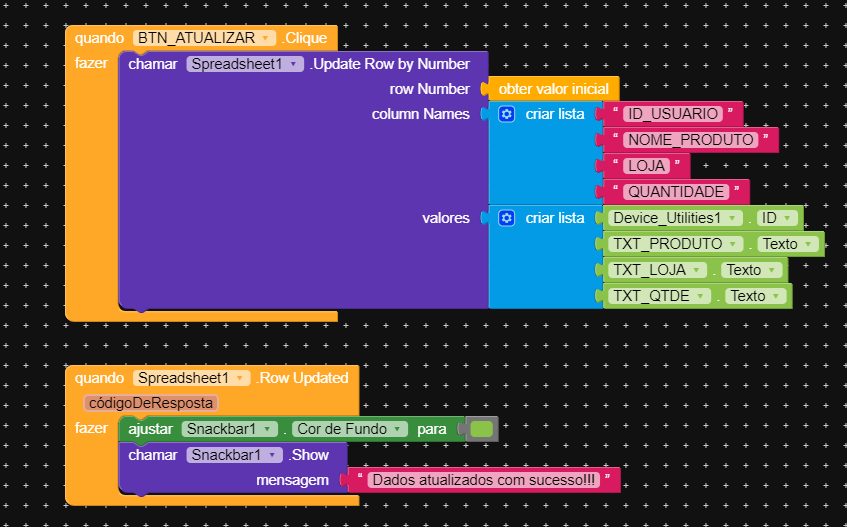 quando BTN_ATUALIZAR .Clique
fazer chamar Spreadsheet1 .Update Row by Number
row Number obter valor inicial
column Names criar lista " ID_USUARIO "
" NOME_PRODUTO "
" LOJA "
" QUANTIDADE "
valores criar lista Device_Utilities1 . ID
TXT_PRODUTO . Texto
TXT_LOJA . Texto
TXT_QTDE . Texto
quando Spreadsheet1 .Row Updated
códigoDeResposta
fazer ajustar Snackbar1 . Cor de Fundo para
chamar Snackbar1 .Show
mensagem " Dados atualizados com sucesso!!! "